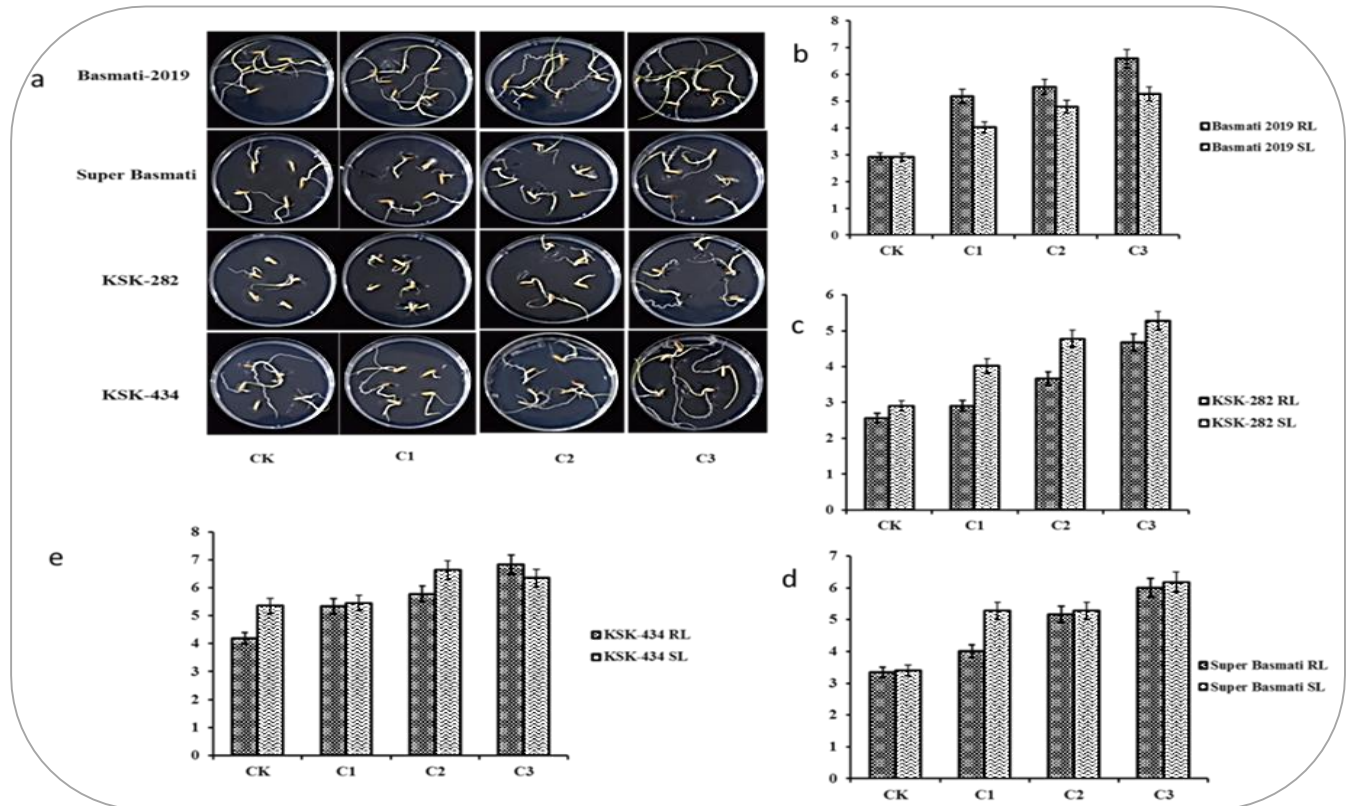 a
Basmati-2019
Super Basmati
KSK-282
KSK-434
CK C1 C2 C3
b
8
7
6
5
4
3
2
1
0
CK C1 C2 C3
Basmati 2019 RL
Basmati 2019 SL
c
6
5
4
3
2
1
0
CK C1 C2 C3
KSK-282 RL
KSK-282 SL
d
7
6
5
4
3
2
1
0
CK C1 C2 C3
Super Basmati RL
Super Basmati SL
e
8
7
6
5
4
3
2
1
0
CK C1 C2 C3
KSK-434 RL
KSK-434 SL